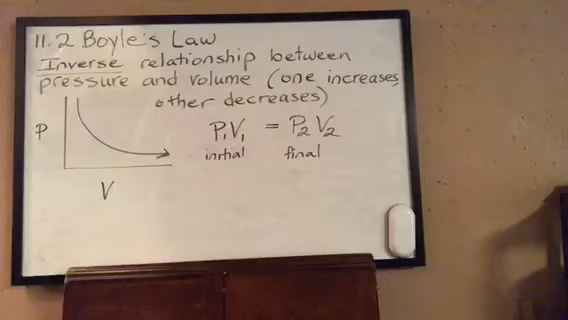 11.2 Boyle's Law
Inverse relationship between
pressure and volume (one increases,
other decreases)
P
P₁V₁ = P₂V₂
initial final
V